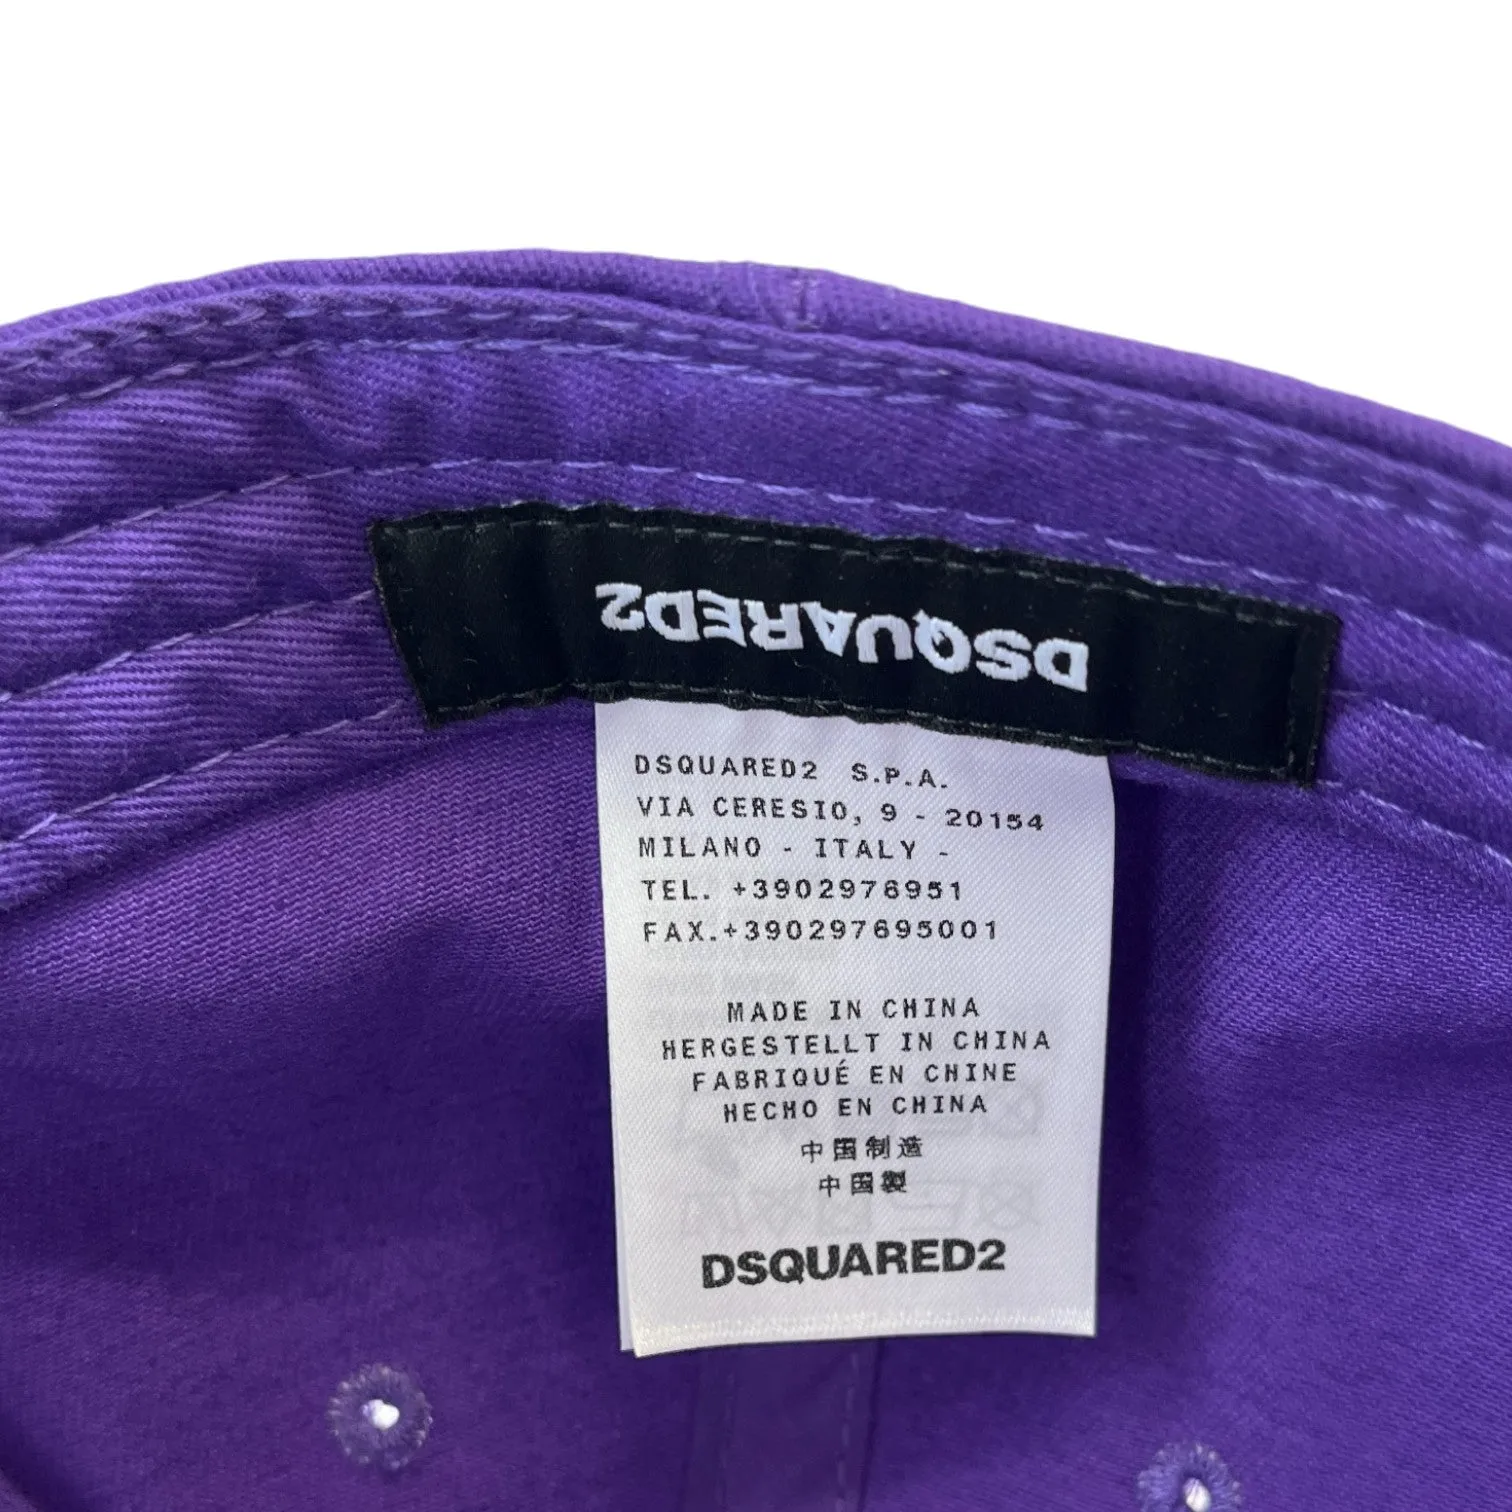 DSQUARED2
DSQUARED2 S.P.A.
VIA CERESIO, 9 - 20154
MILANO - ITALY -
TEL. +3902976951
FAX.+390297695001
MADE IN CHINA
HERGESTELLT IN CHINA
FABRIQUÉ EN CHINE
HECHO EN CHINA
中国制造
中国製
DSQUARED2